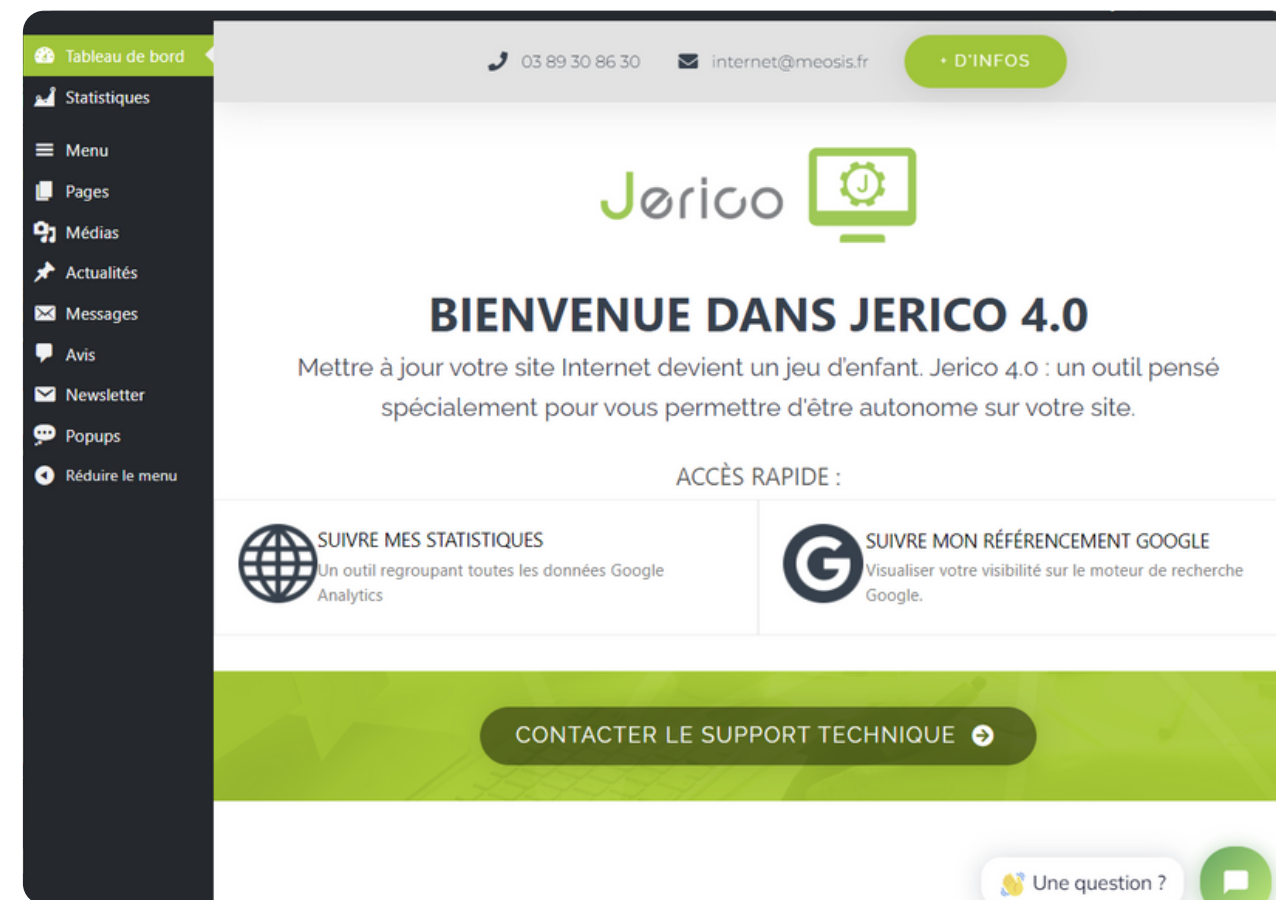 Tableau de bord
Statistiques
Menu
Pages
Médias
Actualités
Messages
Avis
Newsletter
Popups
Réduire le menu
03 89 30 86 30
internet@meosis.fr
+ D'INFOS
Jerico
J
BIENVENUE DANS JERICO 4.0
Mettre à jour votre site Internet devient un jeu d'enfant. Jerico 4.0 : un outil pensé
spécialement pour vous permettre d'être autonome sur votre site.
ACCÈS RAPIDE :
SUIVRE MES STATISTIQUES
Un outil regroupant toutes les données Google
Analytics
G
SUIVRE MON RÉFÉRENCEMENT GOOGLE
Visualiser votre visibilité sur le moteur de recherche
Google.
CONTACTER LE SUPPORT TECHNIQUE
Une question ?